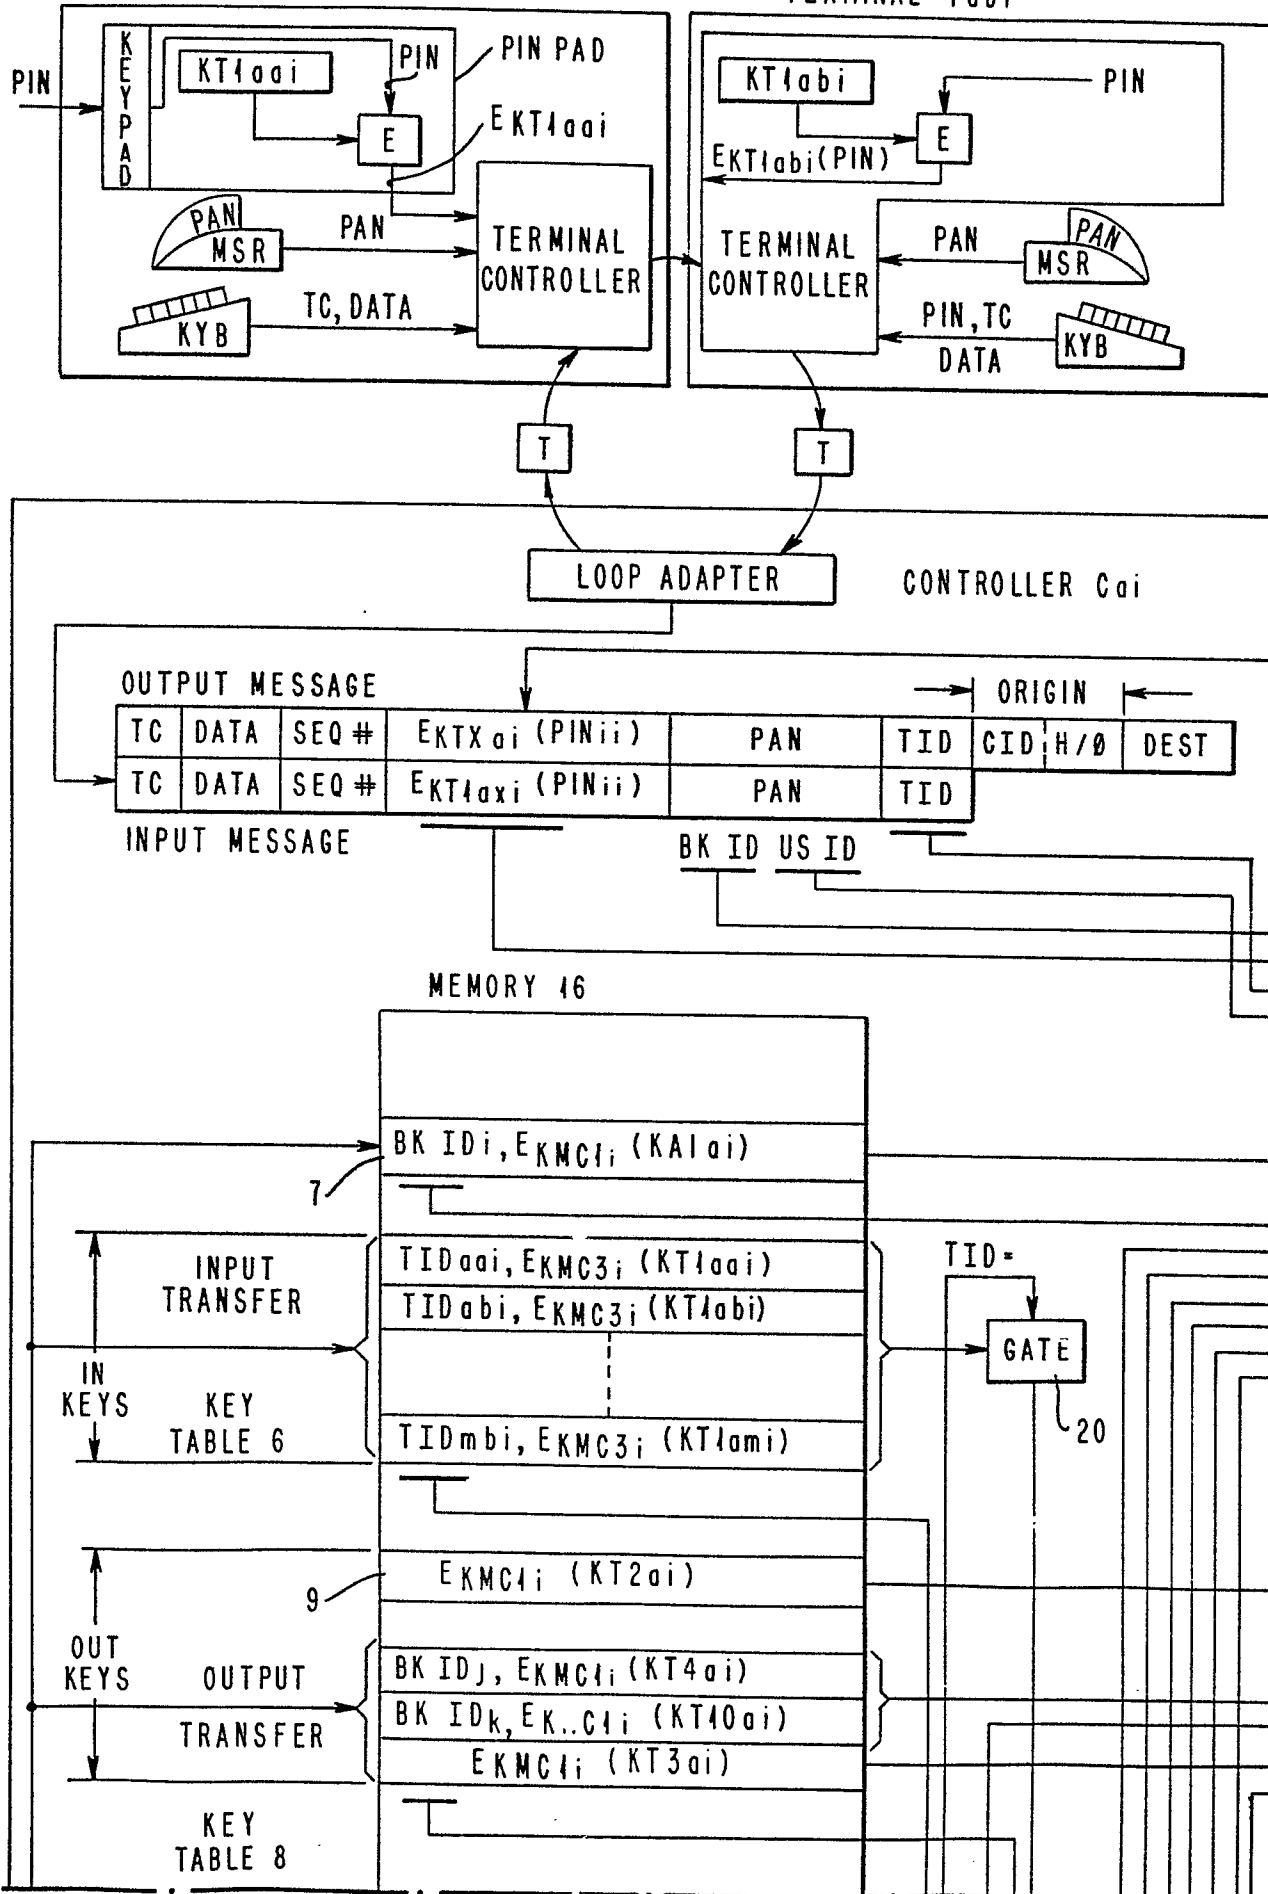 TERMINAL
PIN
KEYPAD
KT1aai
PIN
PIN PAD
E
EKT1aai
PAN
MSR
PAN
KYB
TC, DATA
TERMINAL
CONTROLLER
KT1abi
PIN
E
EKT1abi(PIN)
TERMINAL
CONTROLLER
PAN
PAN
MSR
PIN, TC
DATA
KYB
T
T
LOOP ADAPTER
CONTROLLER Cai
OUTPUT MESSAGE
ORIGIN
TC DATA SEQ # EKTXai (PINii) PAN TID CID H/Ø DEST
TC DATA SEQ # EKT1axi (PINii) PAN TID
INPUT MESSAGE
BK ID US ID
MEMORY 16
BK IDi, EKMC1i (KA1ai)
7
INPUT
TRANSFER
IN
KEYS
KEY
TABLE 6
TIDaai, EKMC3i (KT1aai)
TIDabi, EKMC3i (KT1abi)
TIDmbi, EKMC3i (KT1ami)
TID=
GATE
20
EKMC1i (KT2ai)
9
OUT
KEYS
OUTPUT
TRANSFER
BK IDj, EKMC1i (KT4ai)
BK IDk, EK..C1i (KT10ai)
EKMC1i (KT3ai)
KEY
TABLE 8